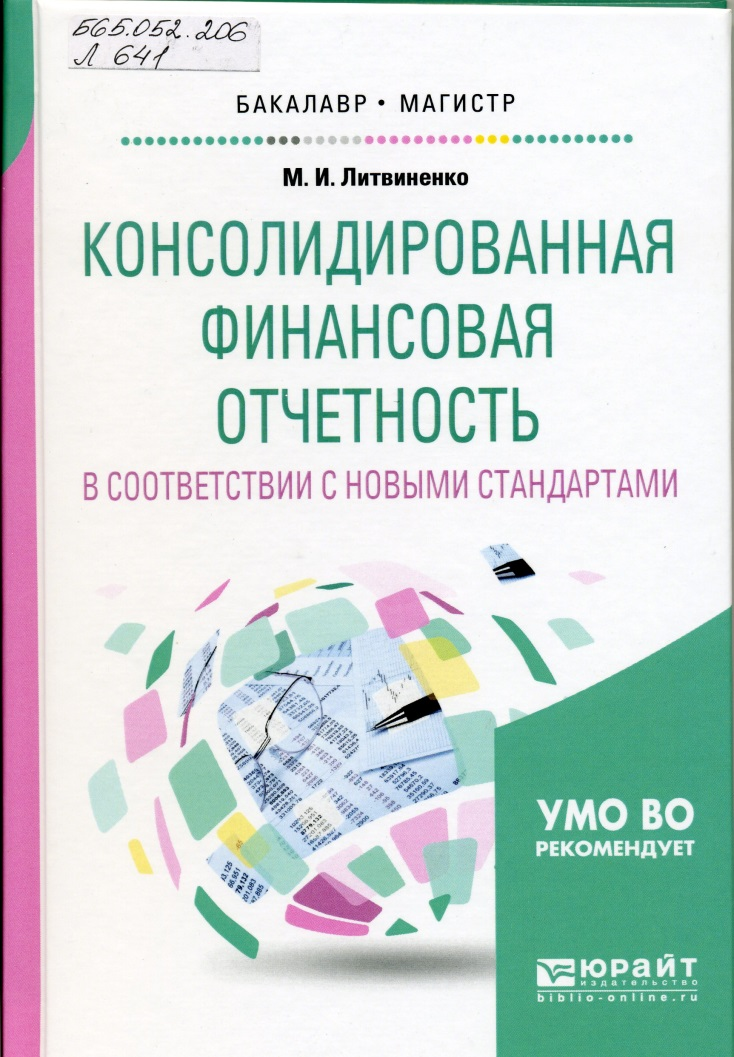 565.052.206
Л 641
БАКАЛАВР • МАГИСТР
М. И. Литвиненко
КОНСОЛИДИРОВАННАЯ
ФИНАНСОВАЯ
ОТЧЕТНОСТЬ
В СООТВЕТСТВИИ С НОВЫМИ СТАНДАРТАМИ
УМО ВО
РЕКОМЕНДУЕТ
ЮРАЙТ
издательство
biblio-online.ru